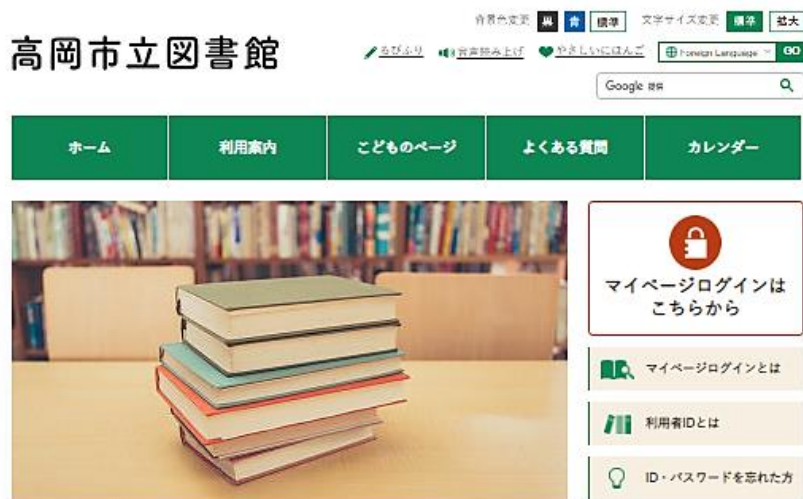 背景色変更 黒 青 標準 文字サイズ変更 標準 拡大
高岡市立図書館
るびふり 音声読み上げ やさしいにほんご Foreign Language GO
Google 提供
ホーム 利用案内 こどものページ よくある質問 カレンダー
マイページログインは
こちらから
マイページログインとは
利用者IDとは
ID・パスワードを忘れた方